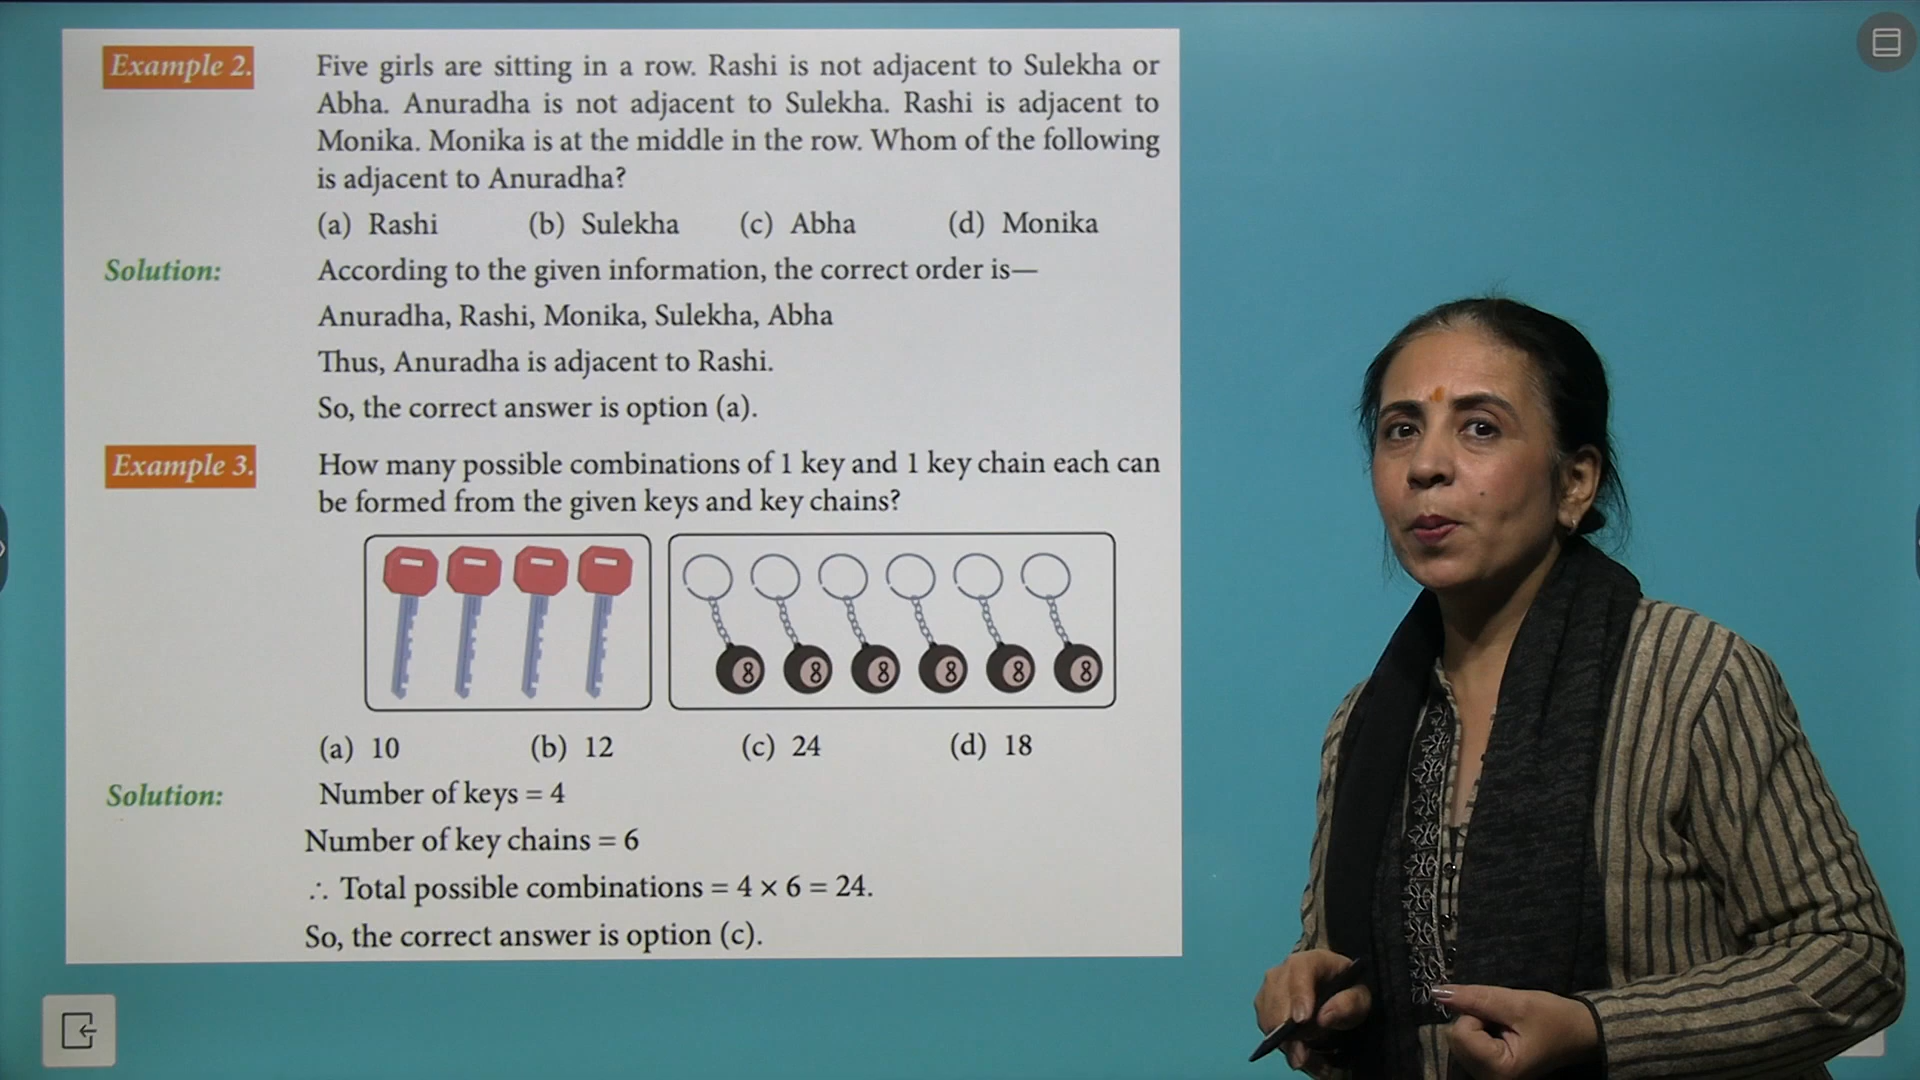 Example 2.
Five girls are sitting in a row. Rashi is not adjacent to Sulekha or
Abha. Anuradha is not adjacent to Sulekha. Rashi is adjacent to
Monika. Monika is at the middle in the row. Whom of the following
is adjacent to Anuradha?
(a) Rashi (b) Sulekha (c) Abha (d) Monika
Solution:
According to the given information, the correct order is—
Anuradha, Rashi, Monika, Sulekha, Abha
Thus, Anuradha is adjacent to Rashi.
So, the correct answer is option (a).
Example 3.
How many possible combinations of 1 key and 1 key chain each can
be formed from the given keys and key chains?
8 8 8 8 8 8
(a) 10 (b) 12 (c) 24 (d) 18
Solution:
Number of keys = 4
Number of key chains = 6
∴ Total possible combinations = 4 × 6 = 24.
So, the correct answer is option (c).